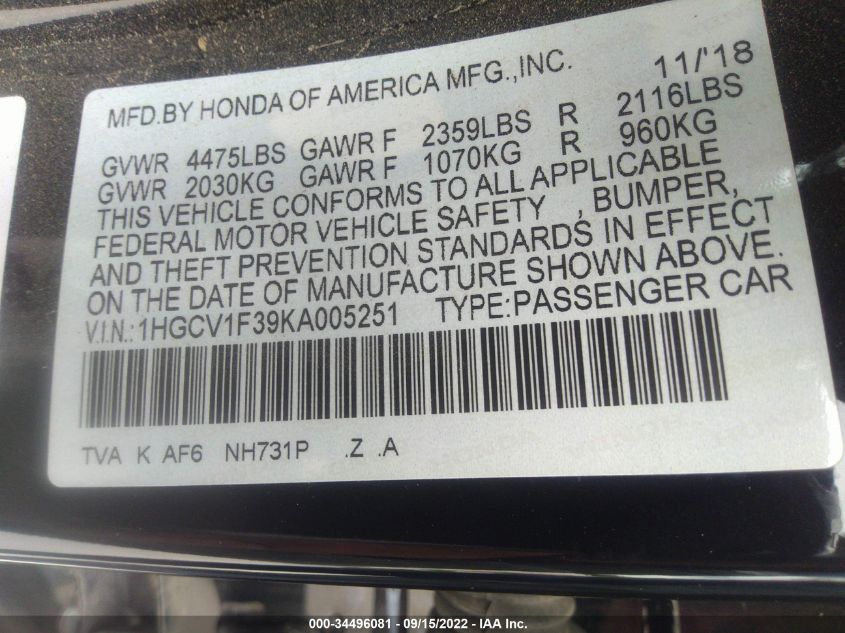 MFD.BY HONDA OF AMERICA MFG.,INC. 11/'18
GVWR 4475LBS GAWR F 2359LBS R 2116LBS
GVWR 2030KG GAWR F 1070KG R 960KG
THIS VEHICLE CONFORMS TO ALL APPLICABLE
FEDERAL MOTOR VEHICLE SAFETY , BUMPER,
AND THEFT PREVENTION STANDARDS IN EFFECT
ON THE DATE OF MANUFACTURE SHOWN ABOVE.
V.I.N.:1HGCV1F39KA005251 TYPE:PASSENGER CAR
TVA K AF6 NH731P .Z .A
000-34496081 - 09/15/2022 - IAA Inc.